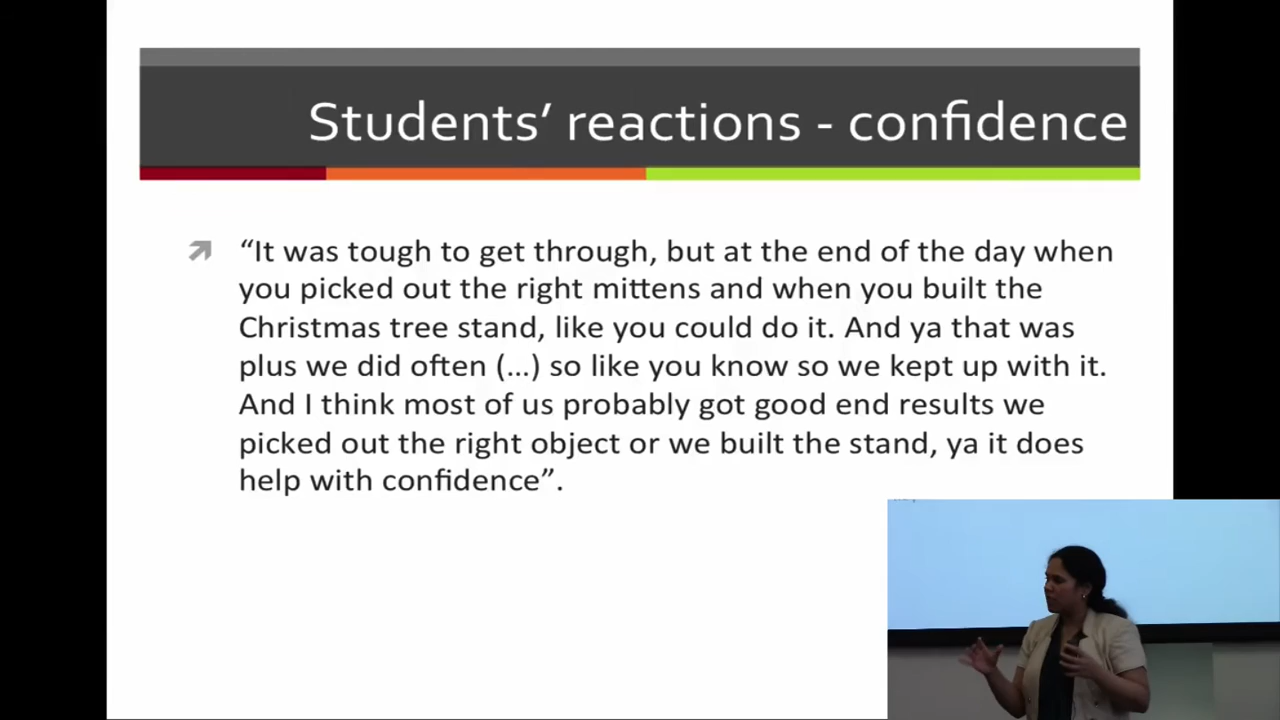 Students’ reactions - confidence
“It was tough to get through, but at the end of the day when
you picked out the right mittens and when you built the
Christmas tree stand, like you could do it. And ya that was
plus we did often (...) so like you know so we kept up with it.
And I think most of us probably got good end results we
picked out the right object or we built the stand, ya it does
help with confidence”.